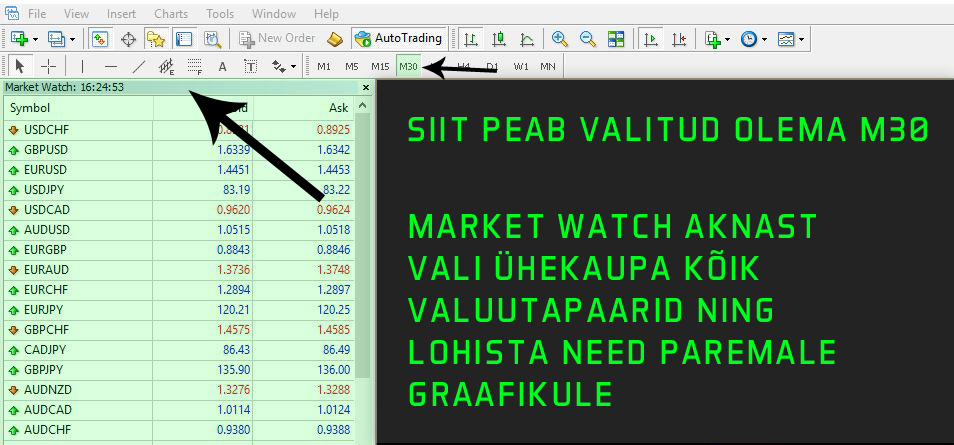 File View Insert Charts Tools Window Help
New Order AutoTrading
A T M1 M5 M15 M30 H4 D1 W1 MN
Market Watch: 16:24:53
Symbol Ask
USDCHF 0.8925
GBPUSD 1.6339 1.6342
EURUSD 1.4451 1.4453
USDJPY 83.19 83.22
USDCAD 0.9620 0.9624
AUDUSD 1.0515 1.0518
EURGBP 0.8843 0.8846
EURAUD 1.3736 1.3748
EURCHF 1.2894 1.2897
EURJPY 120.21 120.25
GBPCHF 1.4575 1.4585
CADJPY 86.43 86.49
GBPJPY 135.90 136.00
AUDNZD 1.3276 1.3288
AUDCAD 1.0114 1.0124
AUDCHF 0.9380 0.9388
SIIT PEAB VALITUD OLEMA M30
MARKET WATCH AKNAST
VALI ÜHEKAUPA KÕIK
VALUUTAPAARID NING
LOHISTA NEED PAREMALE
GRAAFIKULE